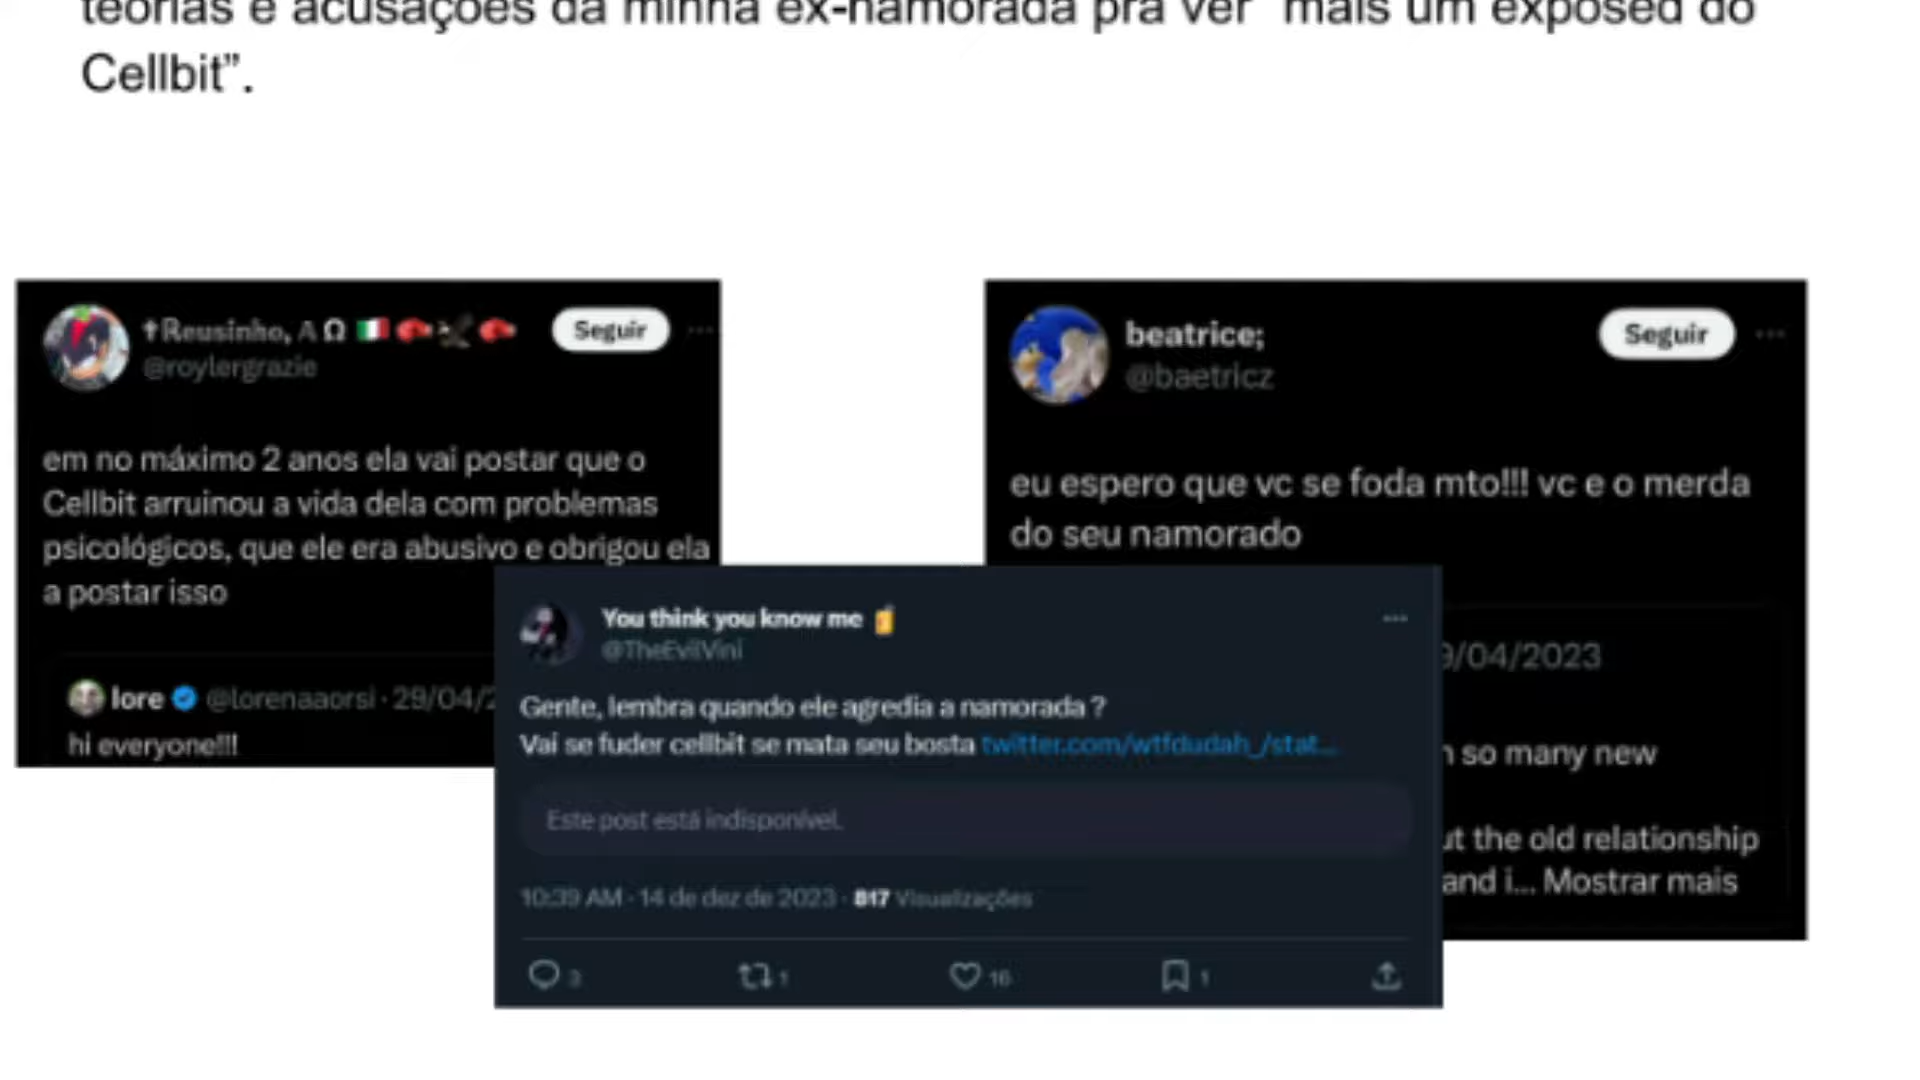 teorias e acusações da minha ex-namorada pra ver “mais um exposed do
Cellbit”.
✝Reusinho, A Ω 🇮🇹
Seguir
@roylergrazie
em no máximo 2 anos ela vai postar que o
Cellbit arruinou a vida dela com problemas
psicológicos, que ele era abusivo e obrigou ela
a postar isso
lore @lorenaaorsi · 29/04/2
hi everyone!!!
beatrice;
Seguir
@baetricz
eu espero que vc se foda mto!!! vc e o merda
do seu namorado
9/04/2023
so many new
ut the old relationship
and i... Mostrar mais
You think you know me
@TheEvilVini
Gente, lembra quando ele agredia a namorada ?
Vai se fuder cellbit se mata seu bosta twitter.com/wtfdudah_/stat...
Este post está indisponível.
10:39 AM · 14 de dez de 2023 · 817 Visualizações
3 1 16 1